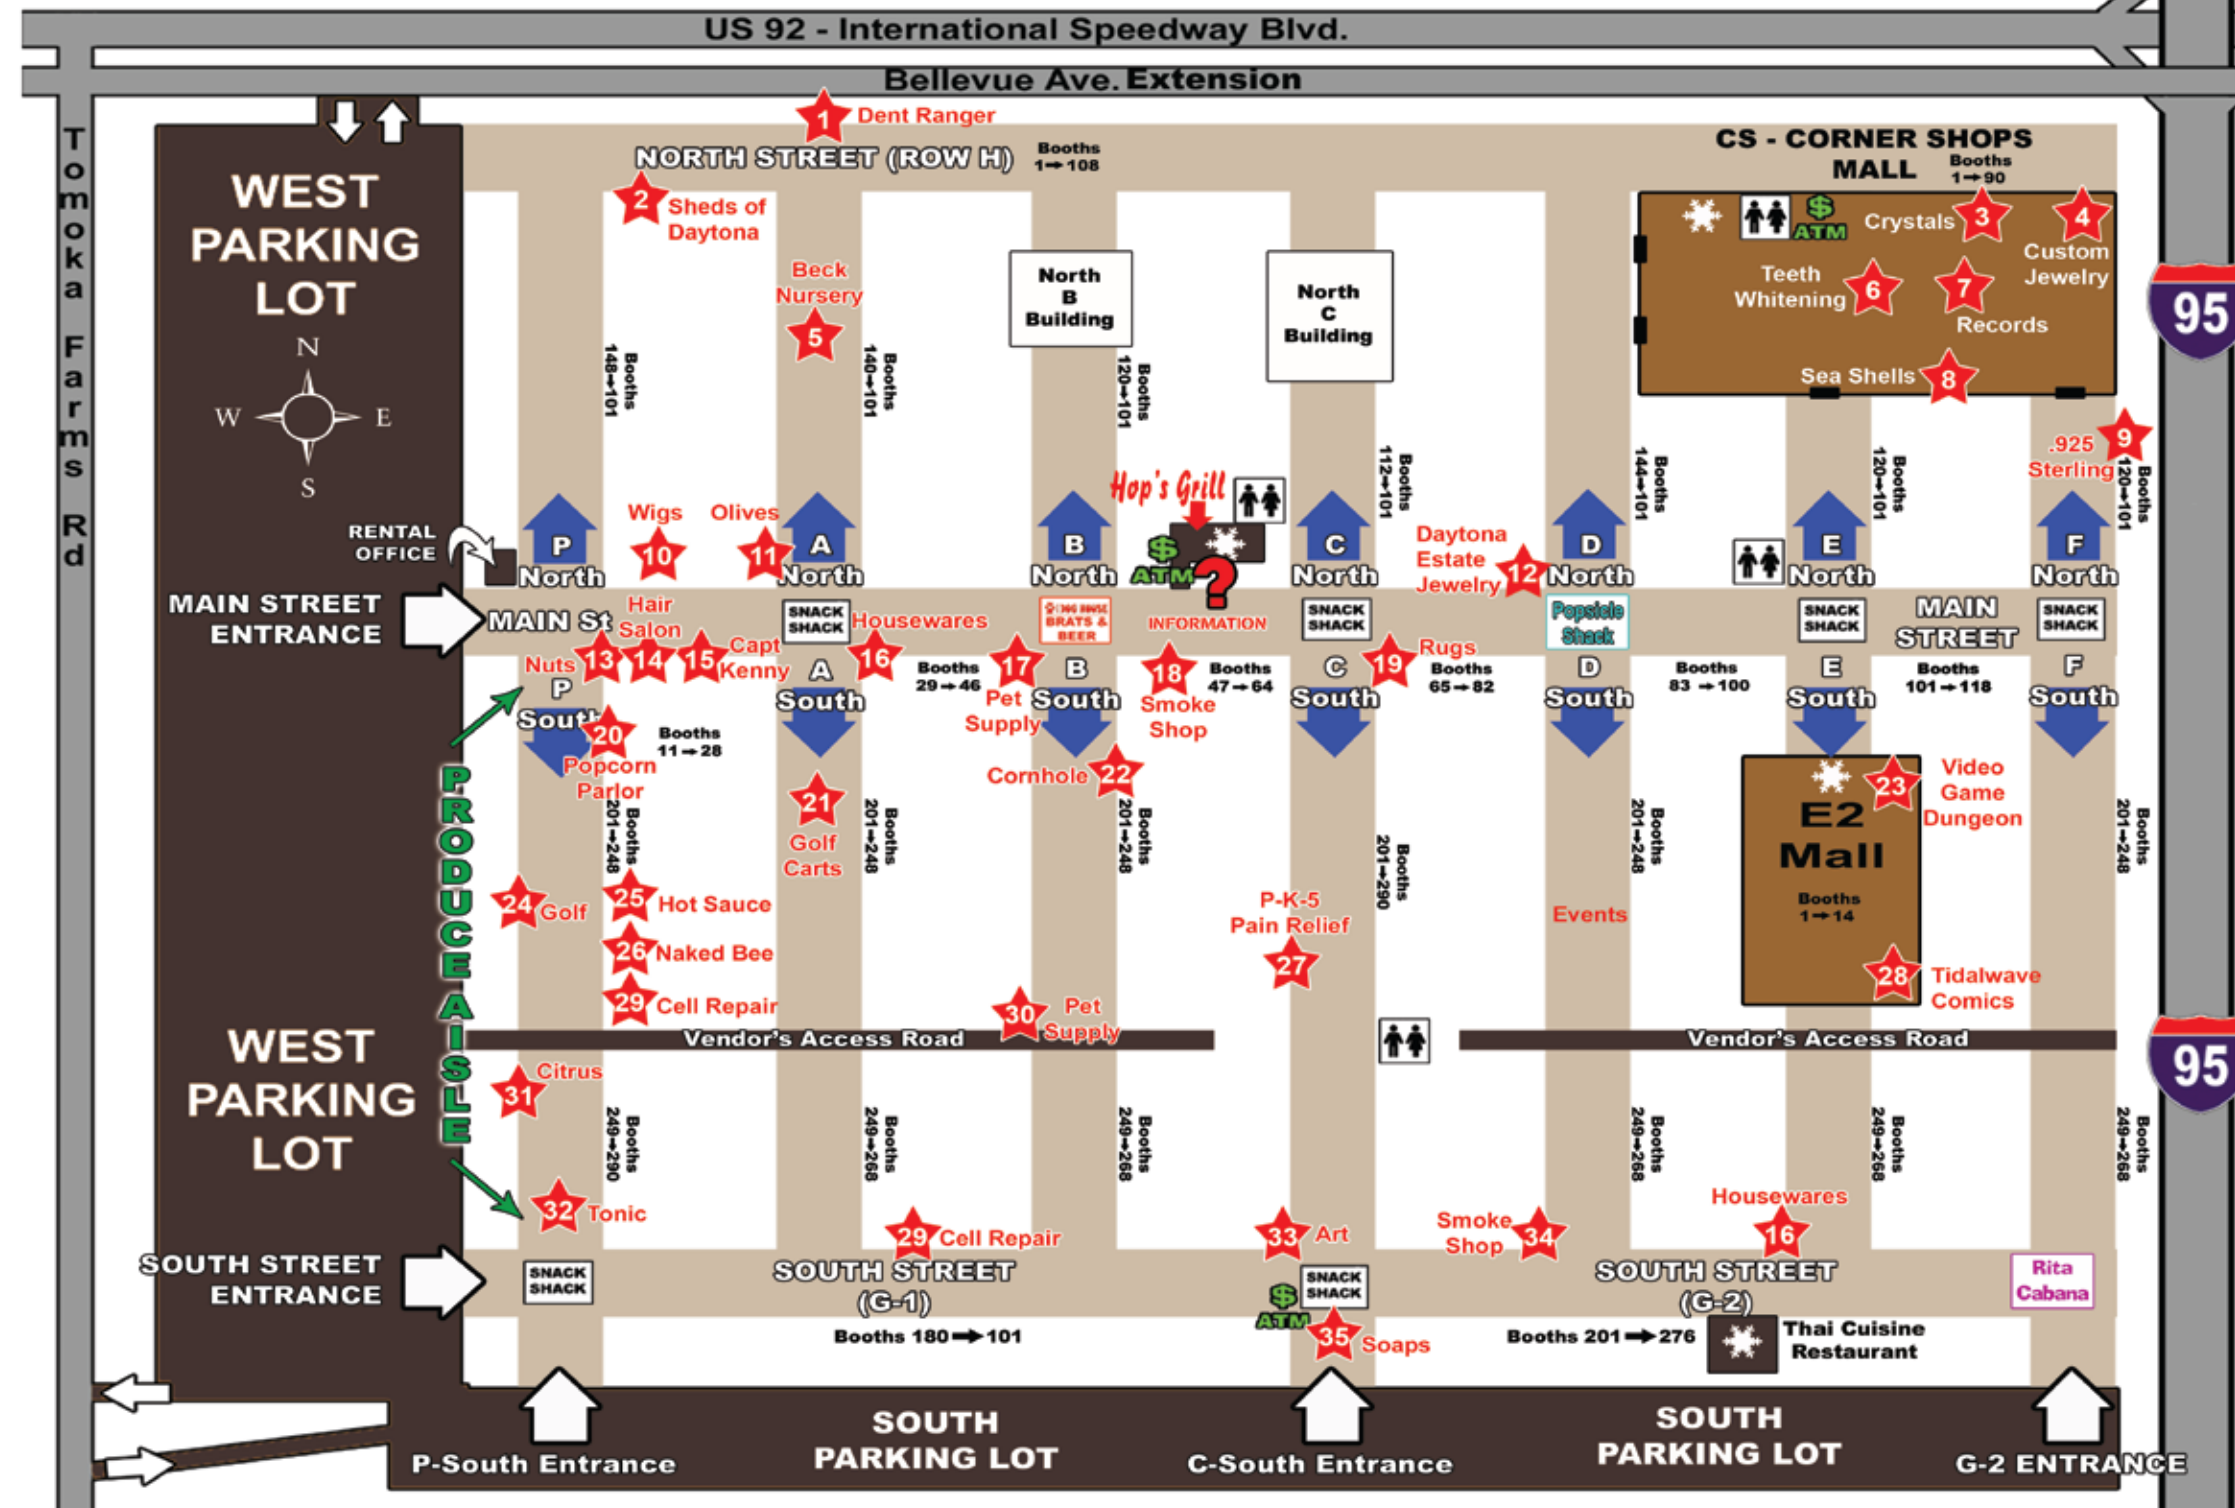 US 92 - International Speedway Blvd.
Bellevue Ave. Extension
Tomoka Farms Rd
1 Dent Ranger
NORTH STREET (ROW H)
Booths
1→108
CS - CORNER SHOPS
MALL
Booths
1→90
WEST
PARKING
LOT
N
W E
S
2 Sheds of
Daytona
Beck
Nursery
5
North
B
Building
North
C
Building
$
ATM
Crystals 3
4
Custom
Jewelry
Teeth
Whitening 6
7
Records
Sea Shells 8
95
Booths
148→101
Booths
140→101
Booths
120→101
Booths
112→101
Booths
144→101
Booths
120→101
.925
Sterling
9
Booths
120→101
RENTAL
OFFICE
P
North
Wigs
10
Olives
11
A
North
B
North
Hop's Grill
$
ATM
?
INFORMATION
C
North
Daytona
Estate
Jewelry
12
D
North
E
North
F
North
MAIN STREET
ENTRANCE
MAIN St
Hair
Salon
SNACK
SHACK
Housewares
DOG HOUSE
BRATS &
BEER
SNACK
SHACK
Popsicle
Shack
SNACK
SHACK
MAIN
STREET
SNACK
SHACK
Nuts 13
14
15 Capt
Kenny
P
South
A
South
16
Booths
29→46
17
Pet
Supply
B
South
18
Smoke
Shop
Booths
47→64
C
South
19 Rugs
Booths
65→82
D
South
Booths
83→100
E
South
Booths
101→118
F
South
20
Popcorn
Parlor
Booths
11→28
21
Golf
Carts
Cornhole 22
E2
Mall
Booths
1→14
23
Video
Game
Dungeon
PRODUCE AISLE
Booths
201→248
Booths
201→248
Booths
201→248
Booths
201→290
Booths
201→248
Booths
201→248
24 Golf
25 Hot Sauce
26 Naked Bee
29 Cell Repair
P-K-5
Pain Relief
27
Events
28
Tidalwave
Comics
30 Pet
Supply
Vendor's Access Road
Vendor's Access Road
95
WEST
PARKING
LOT
31 Citrus
Booths
249→290
Booths
249→268
Booths
249→268
Booths
249→268
Booths
249→268
Booths
249→268
32 Tonic
29 Cell Repair
33 Art
Smoke
Shop 34
Housewares
16
SOUTH STREET
ENTRANCE
SNACK
SHACK
SOUTH STREET
(G-1)
Booths 180→101
SNACK
SHACK
$
ATM
35 Soaps
SOUTH STREET
(G-2)
Booths 201→276
Thai Cuisine
Restaurant
Rita
Cabana
P-South Entrance
SOUTH
PARKING LOT
C-South Entrance
SOUTH
PARKING LOT
G-2 ENTRANCE